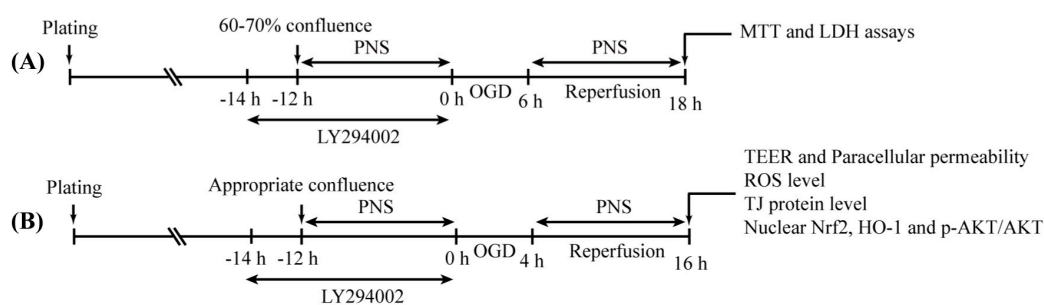 (A)
Plating
60-70% confluence
PNS
PNS
MTT and LDH assays
-14 h
-12 h
0 h
OGD
6 h
Reperfusion
18 h
LY294002
(B)
Plating
Appropriate confluence
PNS
PNS
TEER and Paracellular permeability
ROS level
TJ protein level
Nuclear Nrf2, HO-1 and p-AKT/AKT
-14 h
-12 h
0 h
OGD
4 h
Reperfusion
16 h
LY294002